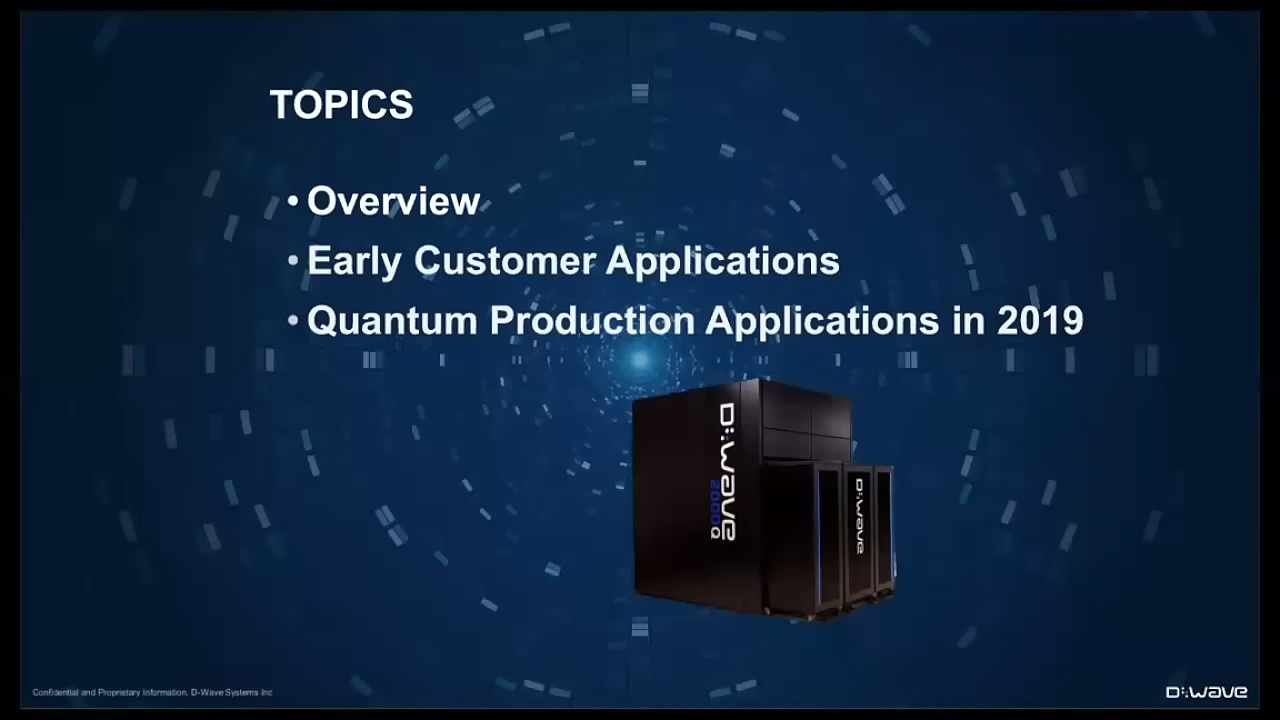 TOPICS
• Overview
• Early Customer Applications
• Quantum Production Applications in 2019
D:wave
2000Q
D:wave
Confidential and Proprietary Information. D-Wave Systems Inc
D:wave